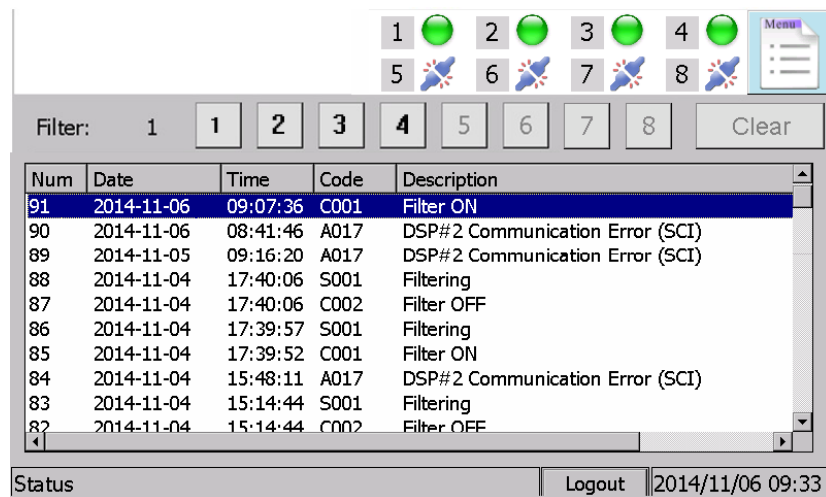 1 2 3 4 Menu
5 6 7 8
Filter: 1 1 2 3 4 5 6 7 8 Clear
Num Date Time Code Description
91 2014-11-06 09:07:36 C001 Filter ON
90 2014-11-06 08:41:46 A017 DSP#2 Communication Error (SCI)
89 2014-11-05 09:16:20 A017 DSP#2 Communication Error (SCI)
88 2014-11-04 17:40:06 S001 Filtering
87 2014-11-04 17:40:06 C002 Filter OFF
86 2014-11-04 17:39:57 S001 Filtering
85 2014-11-04 17:39:52 C001 Filter ON
84 2014-11-04 15:48:11 A017 DSP#2 Communication Error (SCI)
83 2014-11-04 15:14:44 S001 Filtering
82 2014-11-04 15:14:44 C002 Filter OFF
Status Logout 2014/11/06 09:33